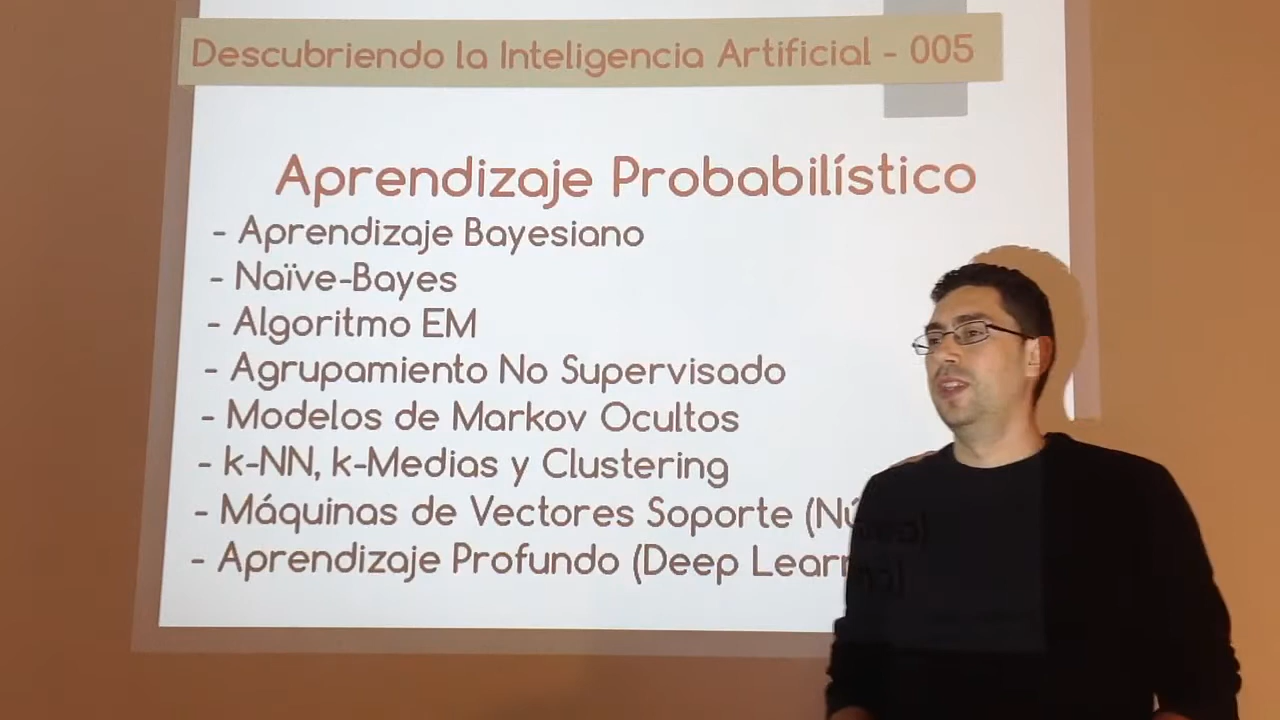 Descubriendo la Inteligencia Artificial - 005
Aprendizaje Probabilístico
- Aprendizaje Bayesiano
- Naïve-Bayes
- Algoritmo EM
- Agrupamiento No Supervisado
- Modelos de Markov Ocultos
- k-NN, k-Medias y Clustering
- Máquinas de Vectores Soporte
- Aprendizaje Profundo (Deep Learning)